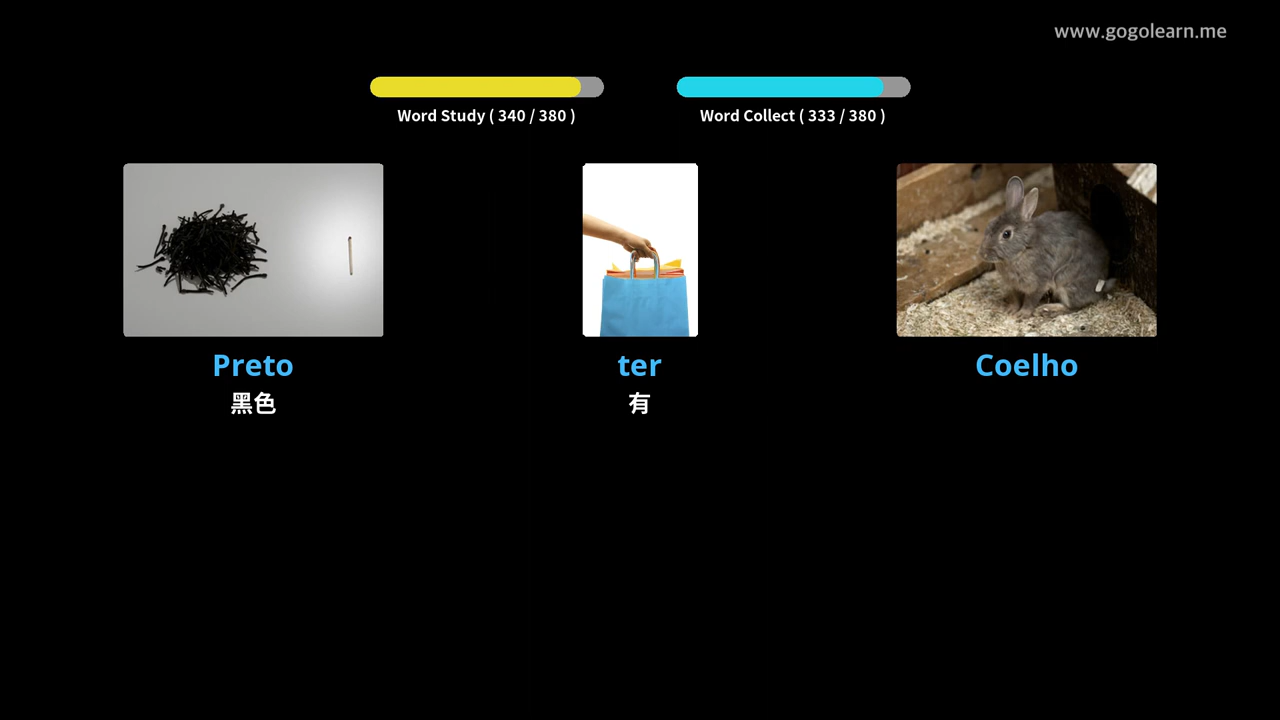 www.gogolearn.me
Word Study ( 340 / 380 )
Word Collect ( 333 / 380 )
Preto
黑色
ter
有
Coelho